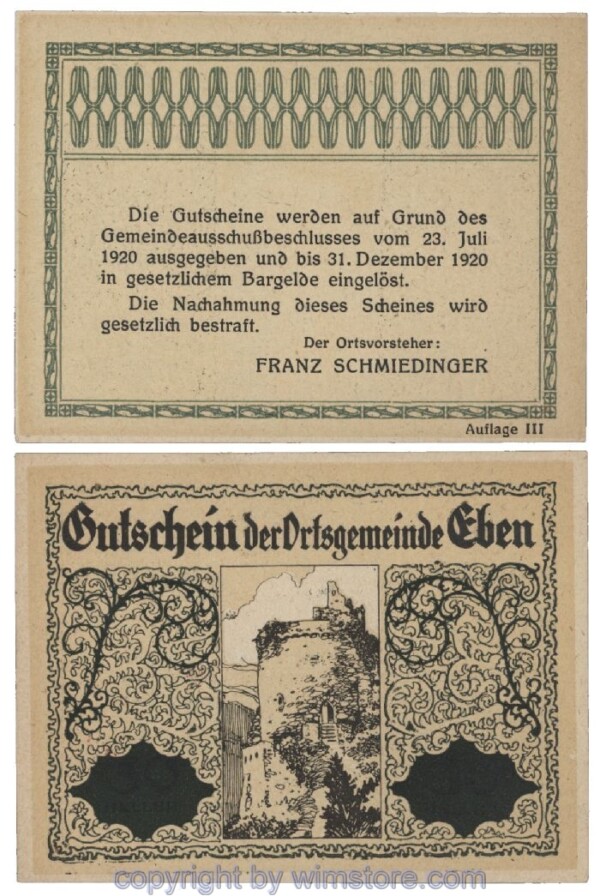 Die Gutscheine werden auf Grund des
Gemeindeausschußbeschlusses vom 23. Juli
1920 ausgegeben und bis 31. Dezember 1920
in gesetzlichem Bargelde eingelöst.
Die Nachahmung dieses Scheines wird
gesetzlich bestraft.
Der Ortsvorsteher:
FRANZ SCHMIEDINGER
Auflage III
Gutschein der Ortsgemeinde Eben
copyright by wimstore.com